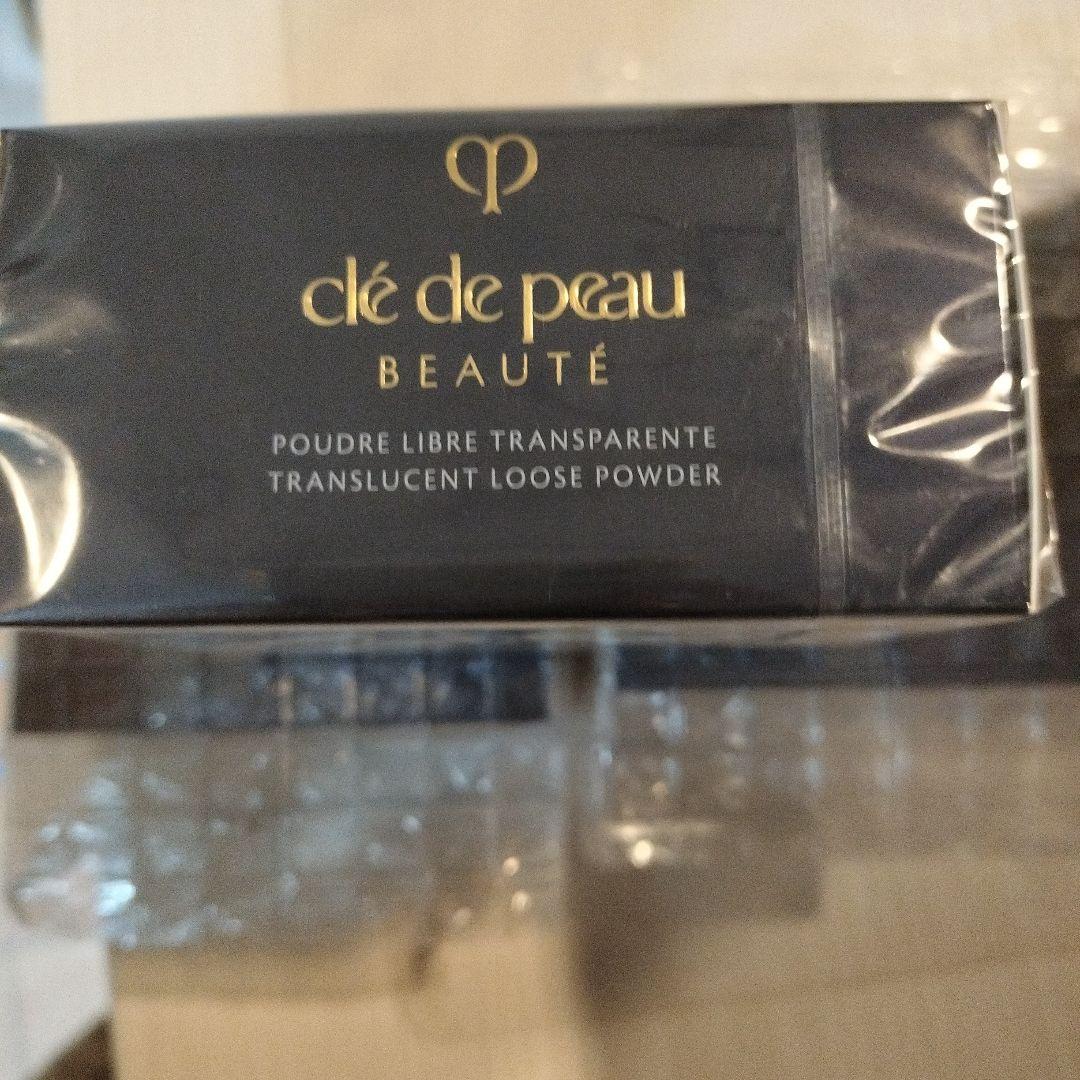 clé de peau
BEAUTÉ
POUDRE LIBRE TRANSPARENTE
TRANSLUCENT LOOSE POWDER